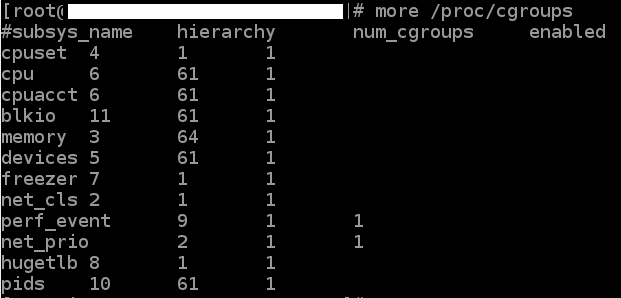 [root@ ]# more /proc/cgroups
#subsys_name hierarchy num_cgroups enabled
cpuset 4 1 1
cpu 6 61 1
cpuacct 6 61 1
blkio 11 61 1
memory 3 64 1
devices 5 61 1
freezer 7 1 1
net_cls 2 1 1
perf_event 9 1 1
net_prio 2 1 1
hugetlb 8 1 1
pids 10 61 1